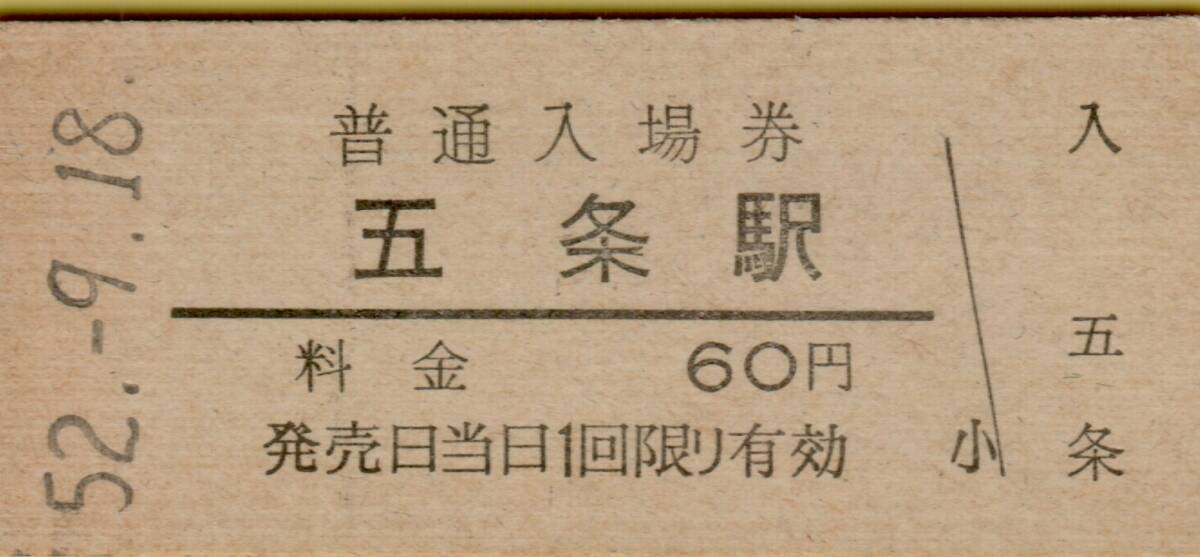 52.-9.18.
普通入場券
五条駅
料金 60円
発売日当日1回限り有効
小
入
五条